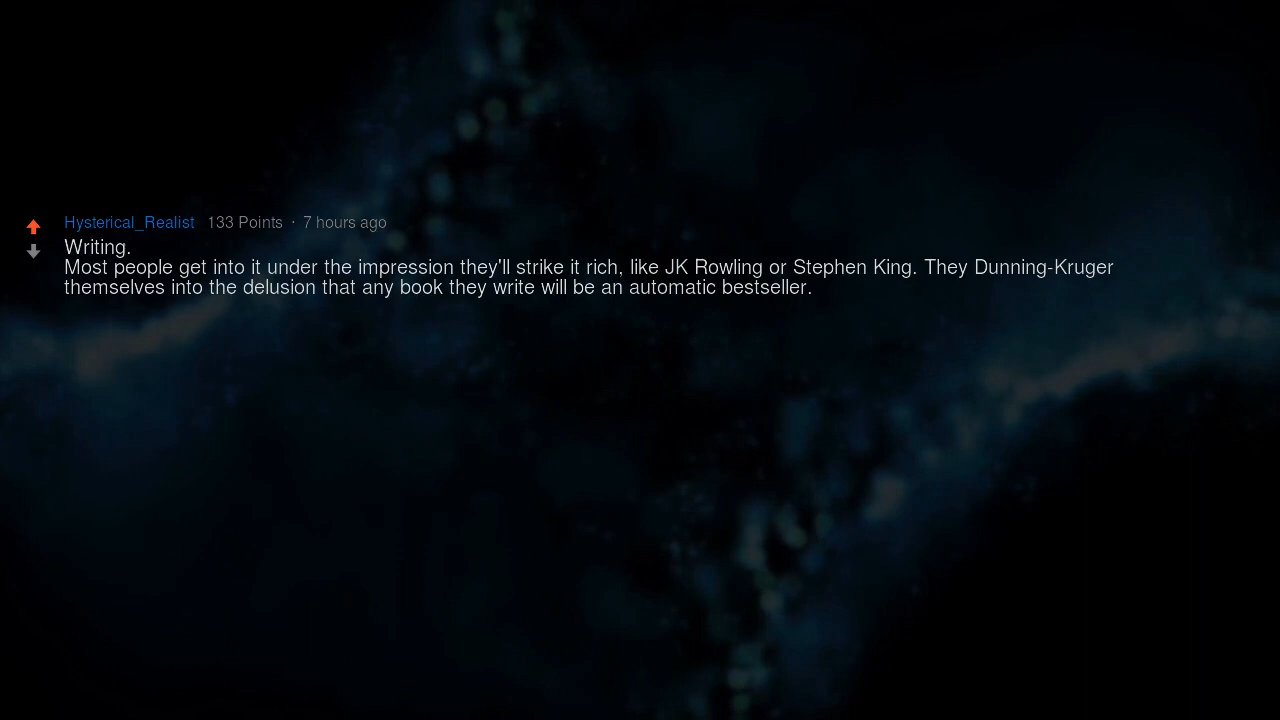 Hysterical_Realist 133 Points · 7 hours ago
Writing.
Most people get into it under the impression they'll strike it rich, like JK Rowling or Stephen King. They Dunning-Kruger
themselves into the delusion that any book they write will be an automatic bestseller.